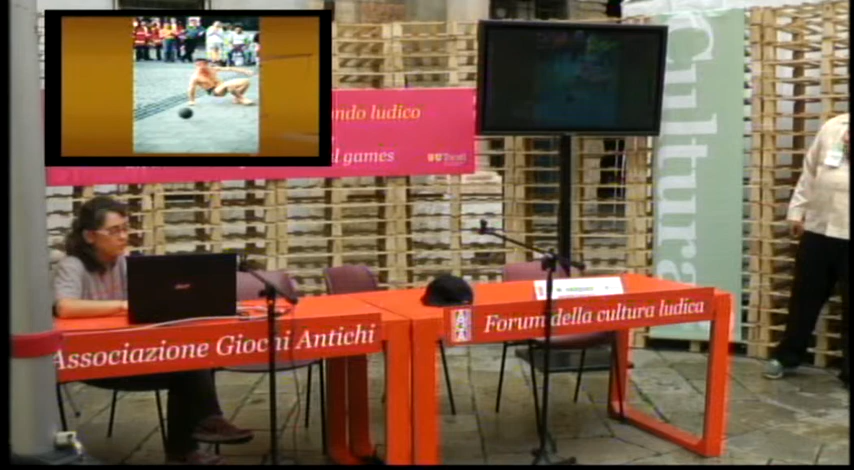 ndo ludico
l games
Cultura
Associazione Giochi Antichi
Forum della cultura ludica